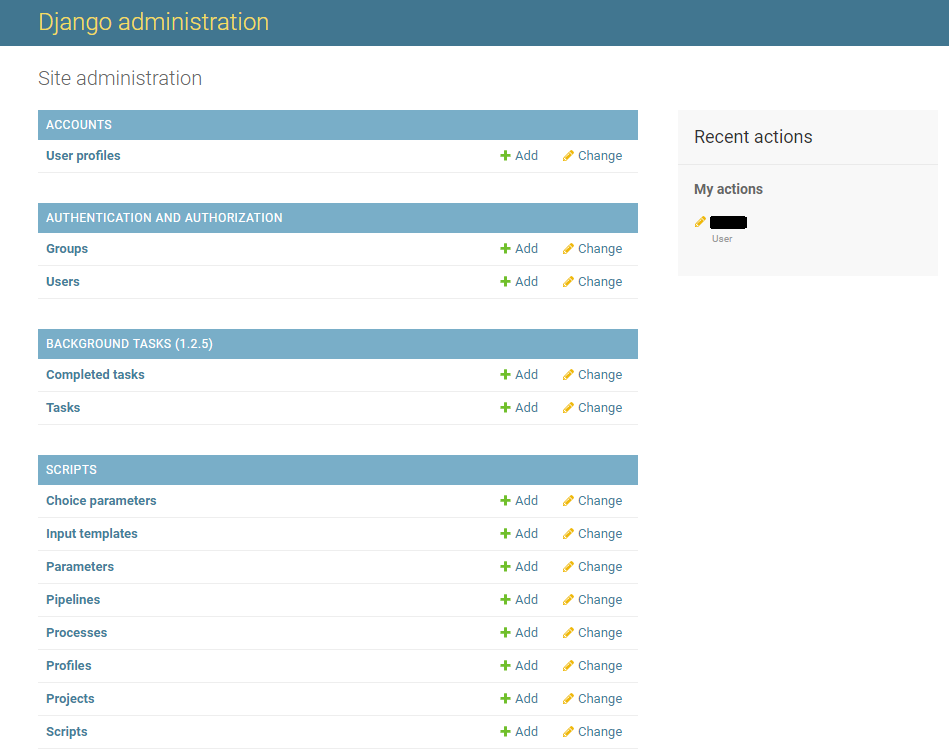 Django administration
Site administration
ACCOUNTS
User profiles Add Change
AUTHENTICATION AND AUTHORIZATION
Groups Add Change
Users Add Change
BACKGROUND TASKS (1.2.5)
Completed tasks Add Change
Tasks Add Change
SCRIPTS
Choice parameters Add Change
Input templates Add Change
Parameters Add Change
Pipelines Add Change
Processes Add Change
Profiles Add Change
Projects Add Change
Scripts Add Change
Recent actions
My actions
User